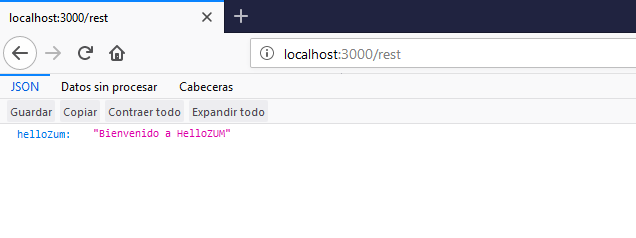 localhost:3000/rest
localhost:3000/rest
JSON Datos sin procesar Cabeceras
Guardar Copiar Contraer todo Expandir todo
helloZum: "Bienvenido a HelloZUM"